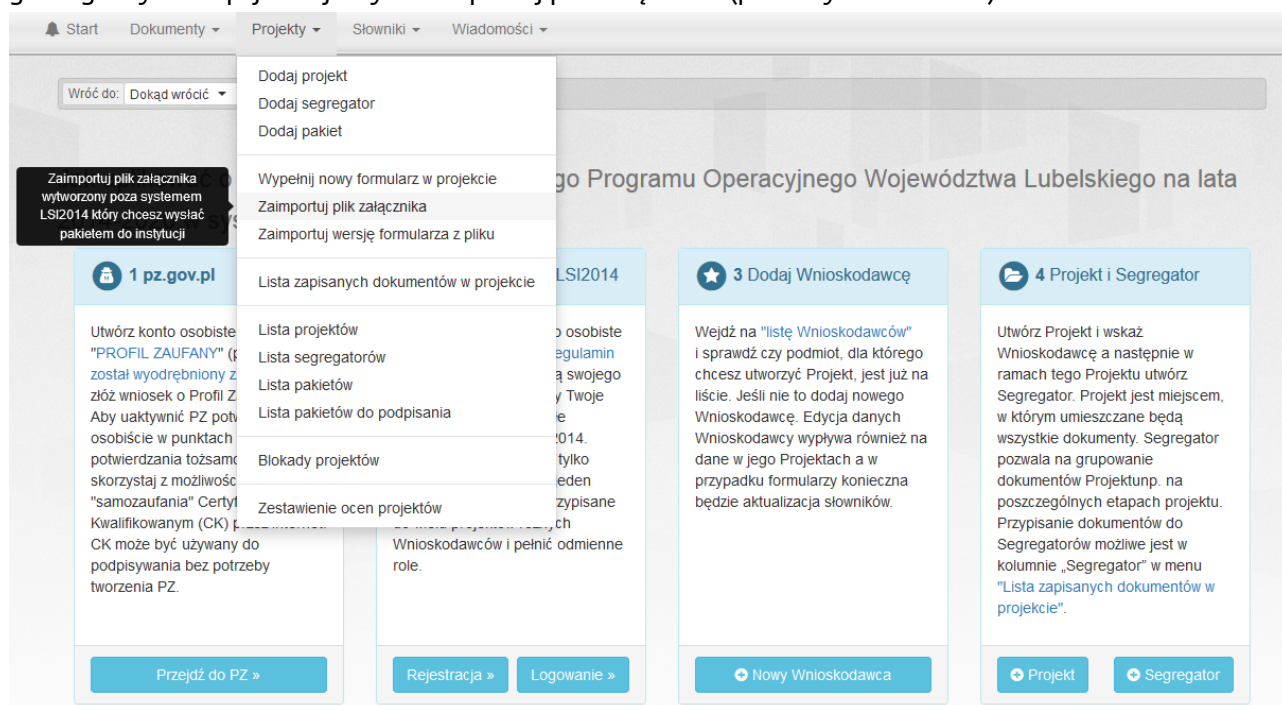 Start Dokumenty Projekty Słowniki Wiadomości
Wróć do: Dokąd wrócić
Dodaj projekt
Dodaj segregator
Dodaj pakiet
Wypełnij nowy formularz w projekcie
Zaimportuj plik załącznika
Zaimportuj wersję formularza z pliku
Lista zapisanych dokumentów w projekcie
Lista projektów
Lista segregatorów
Lista pakietów
Lista pakietów do podpisania
Blokady projektów
Zestawienie ocen projektów
Zaimportuj plik załącznika
wytworzony poza systemem
LSI2014 który chcesz wysłać
pakietem do instytucji
go Programu Operacyjnego Województwa Lubelskiego na lata
1 pz.gov.pl
Utwórz konto osobiste
"PROFIL ZAUFANY" (p
został wyodrębniony z
złóż wniosek o Profil Z
Aby uaktywnić PZ potw
osobiście w punktach
potwierdzania tożsamo
skorzystaj z możliwośc
"samozaufania" Certyf
Kwalifikowanym (CK) przez internet.
CK może być używany do
podpisywania bez potrzeby
tworzenia PZ.
Przejdź do PZ »
LSI2014
o osobiste
egulamin
ą swojego
y Twoje
e
2014.
tylko
eden
zypisane
do wielu projektów różnych
Wnioskodawców i pełnić odmienne
role.
Rejestracja » Logowanie »
3 Dodaj Wnioskodawcę
Wejdź na "listę Wnioskodawców"
i sprawdź czy podmiot, dla którego
chcesz utworzyć Projekt, jest już na
liście. Jeśli nie to dodaj nowego
Wnioskodawcę. Edycja danych
Wnioskodawcy wypływa również na
dane w jego Projektach a w
przypadku formularzy konieczna
będzie aktualizacja słowników.
Nowy Wnioskodawca
4 Projekt i Segregator
Utwórz Projekt i wskaż
Wnioskodawcę a następnie w
ramach tego Projektu utwórz
Segregator. Projekt jest miejscem,
w którym umieszczane będą
wszystkie dokumenty. Segregator
pozwala na grupowanie
dokumentów Projektunp. na
poszczególnych etapach projektu.
Przypisanie dokumentów do
Segregatorów możliwe jest w
kolumnie „Segregator" w menu
"Lista zapisanych dokumentów w
projekcie".
Projekt Segregator